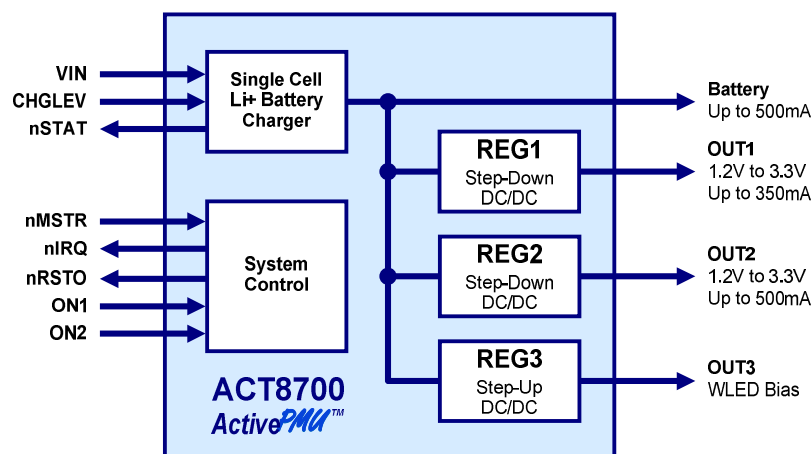 VIN
CHGLEV
nSTAT
Single Cell
Li+ Battery
Charger
Battery
Up to 500mA
REG1
Step-Down
DC/DC
OUT1
1.2V to 3.3V
Up to 350mA
nMSTR
nIRQ
nRSTO
ON1
ON2
System
Control
REG2
Step-Down
DC/DC
OUT2
1.2V to 3.3V
Up to 500mA
REG3
Step-Up
DC/DC
OUT3
WLED Bias
ACT8700
ActivePMU™